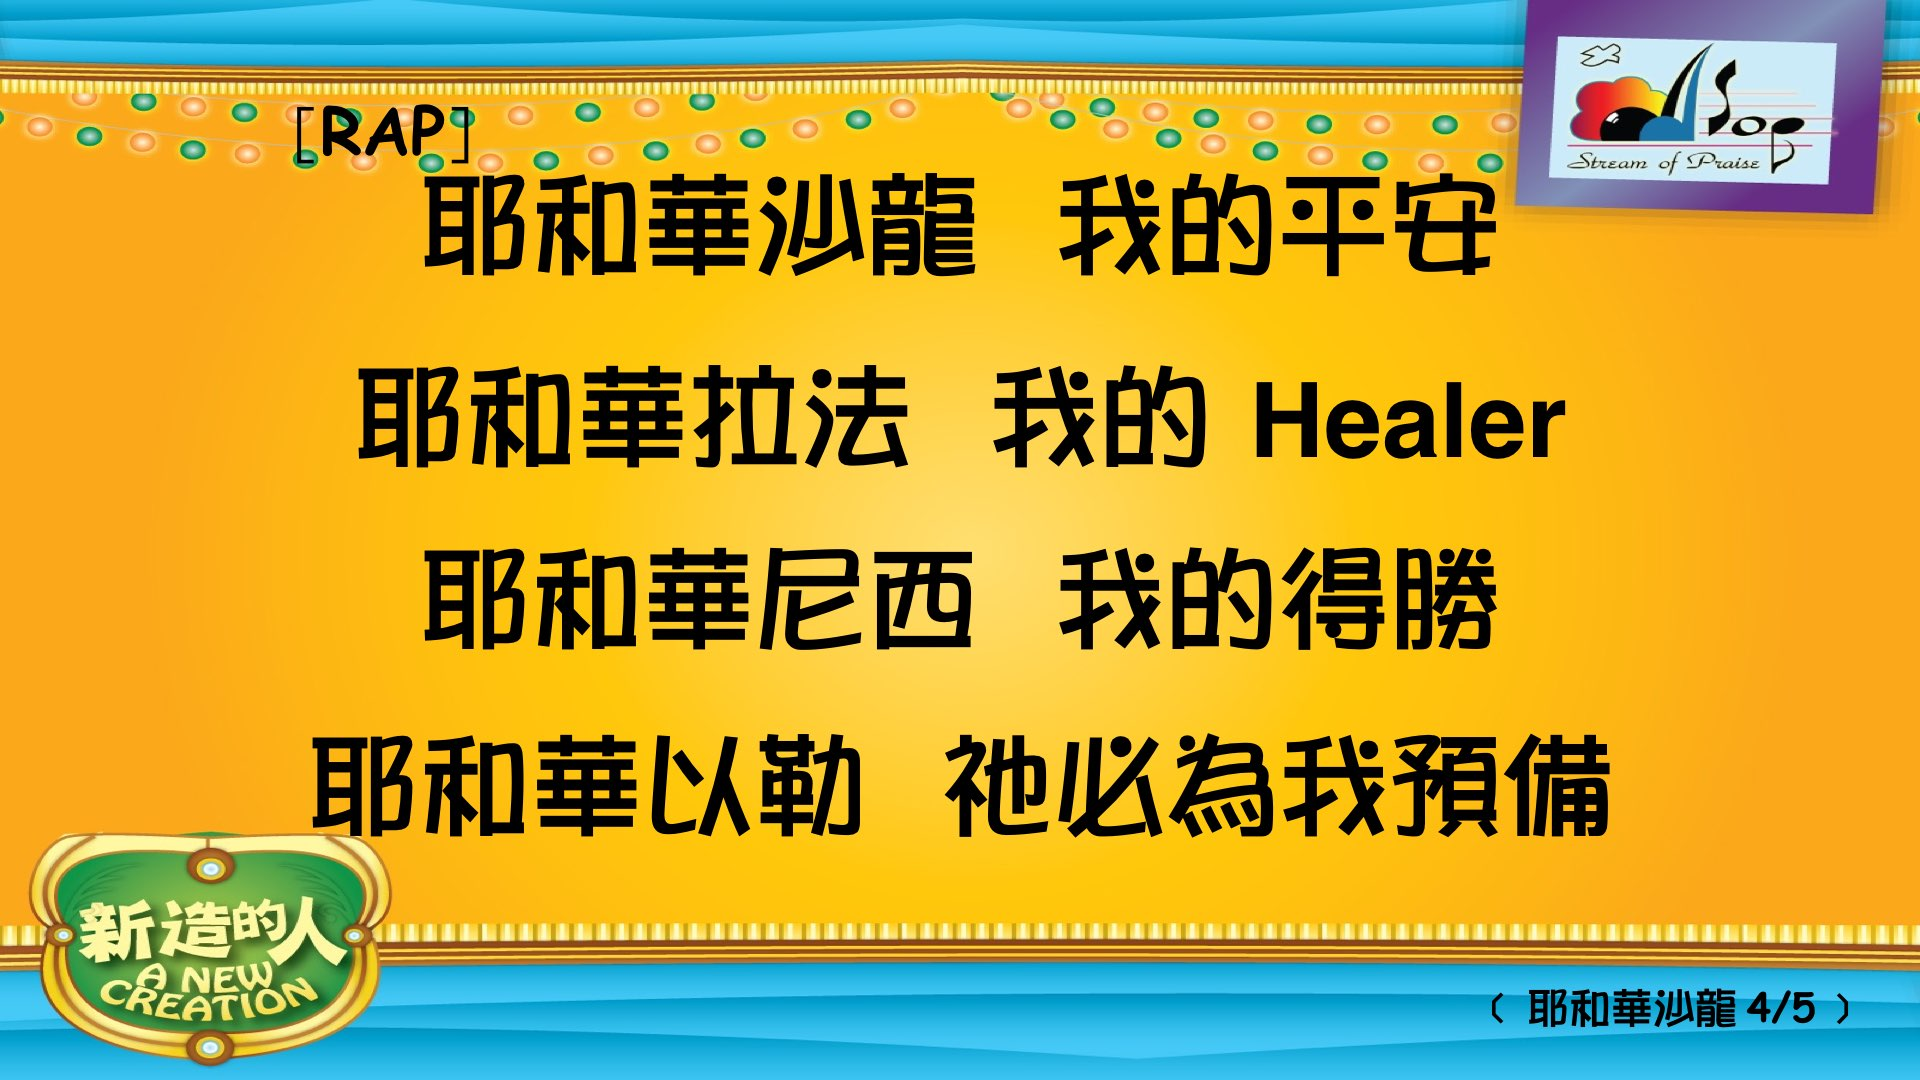 Sop
Stream of Praise
[RAP]
耶和華沙龍 我的平安
耶和華拉法 我的 Healer
耶和華尼西 我的得勝
耶和華以勒 祂必為我預備
新造的人
A NEW
CREATION
( 耶和華沙龍 4/5 )